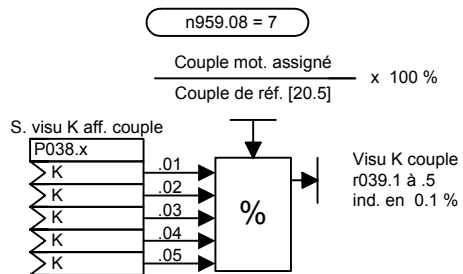 n959.08 = 7
Couple mot. assigné
Couple de réf. [20.5]
x 100 %
S. visu K aff. couple
P038.x
K .01
K .02
K .03
K .04
K .05
%
Visu K couple
r039.1 à .5
ind. en 0.1 %